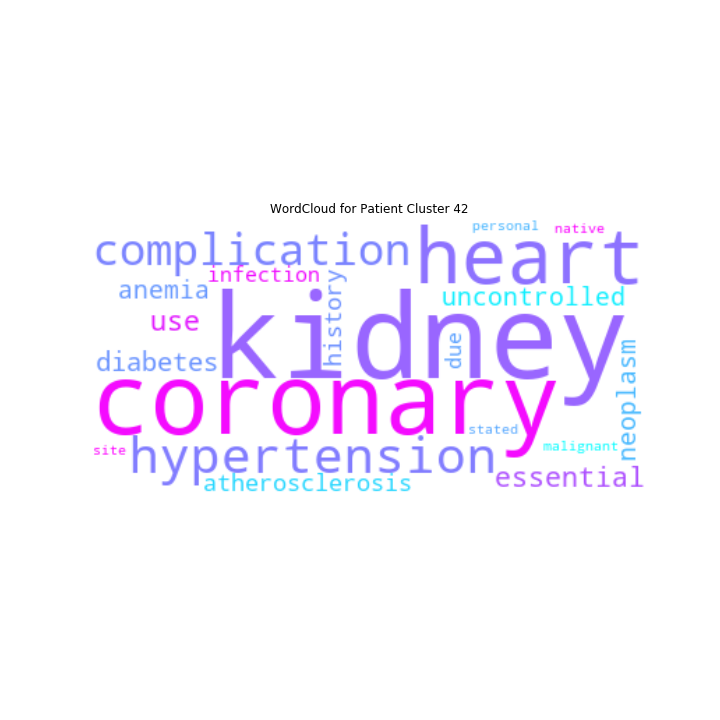 WordCloud for Patient Cluster 42
personal
native
complication
heart
infection
anemia
history
uncontrolled
use
kidney
due
diabetes
neoplasm
coronary
stated
site
hypertension
malignant
essential
atherosclerosis